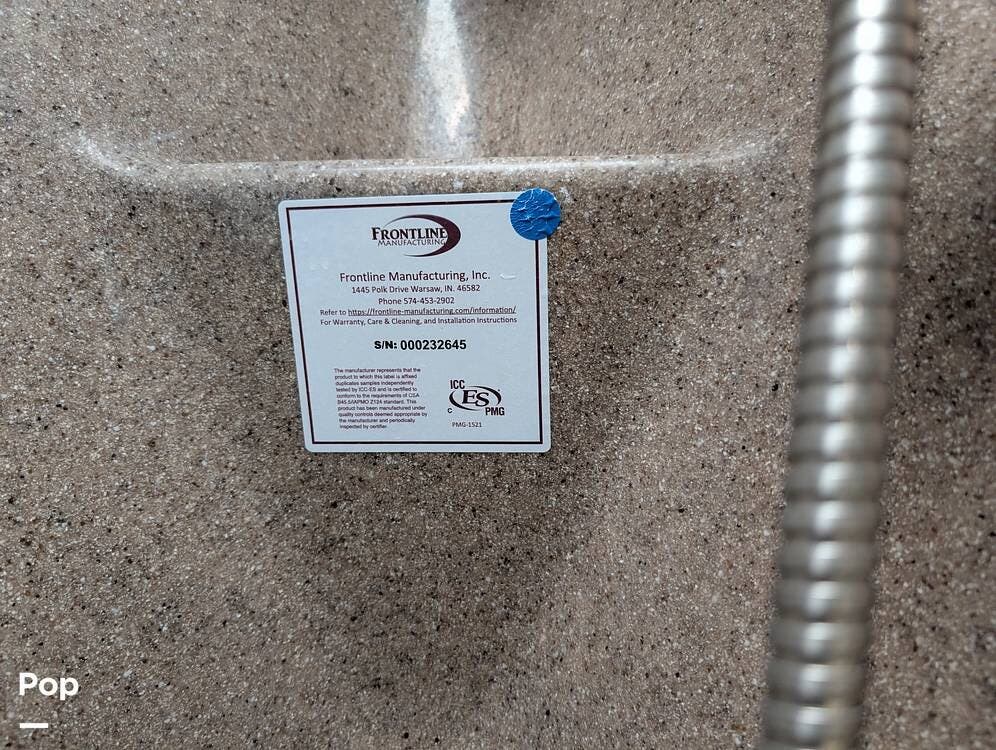 FRONTLINE
MANUFACTURING
Frontline Manufacturing, Inc.
1445 Polk Drive Warsaw, IN. 46582
Phone 574-453-2902
Refer to https://frontline-manufacturing.com/information/
For Warranty, Care & Cleaning, and Installation Instructions
S/N: 000232645
The manufacturer represents that the
product to which this label is affixed
duplicates samples independently
tested by ICC-ES and is certified to
conform to the requirements of CSA
B45.5/IAPMO Z124 standard. This
product has been manufactured under
quality controls deemed appropriate by
the manufacturer and periodically
inspected by certifier.
ICC
ES
C PMG
PMG-1521
Pop